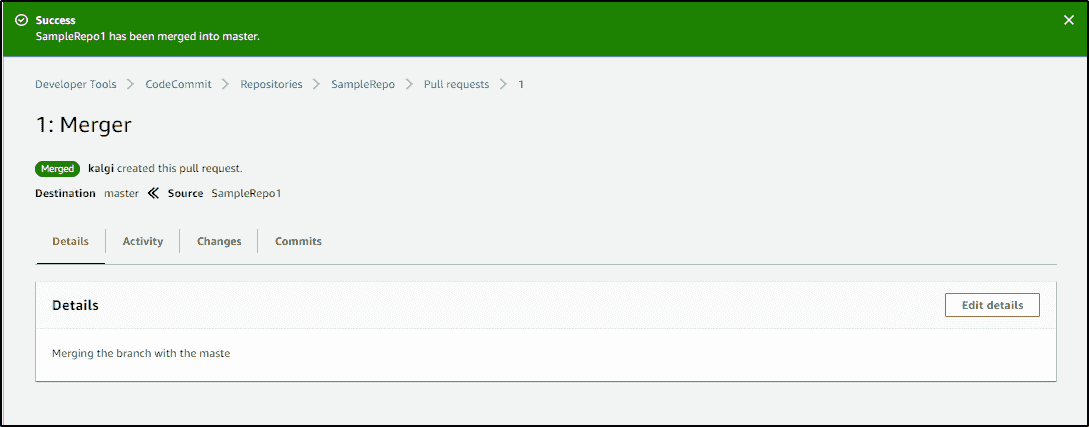 Success
SampleRepo1 has been merged into master.
Developer Tools > CodeCommit > Repositories > SampleRepo > Pull requests > 1
1: Merger
Merged kalgi created this pull request.
Destination master « Source SampleRepo1
Details Activity Changes Commits
Details Edit details
Merging the branch with the maste